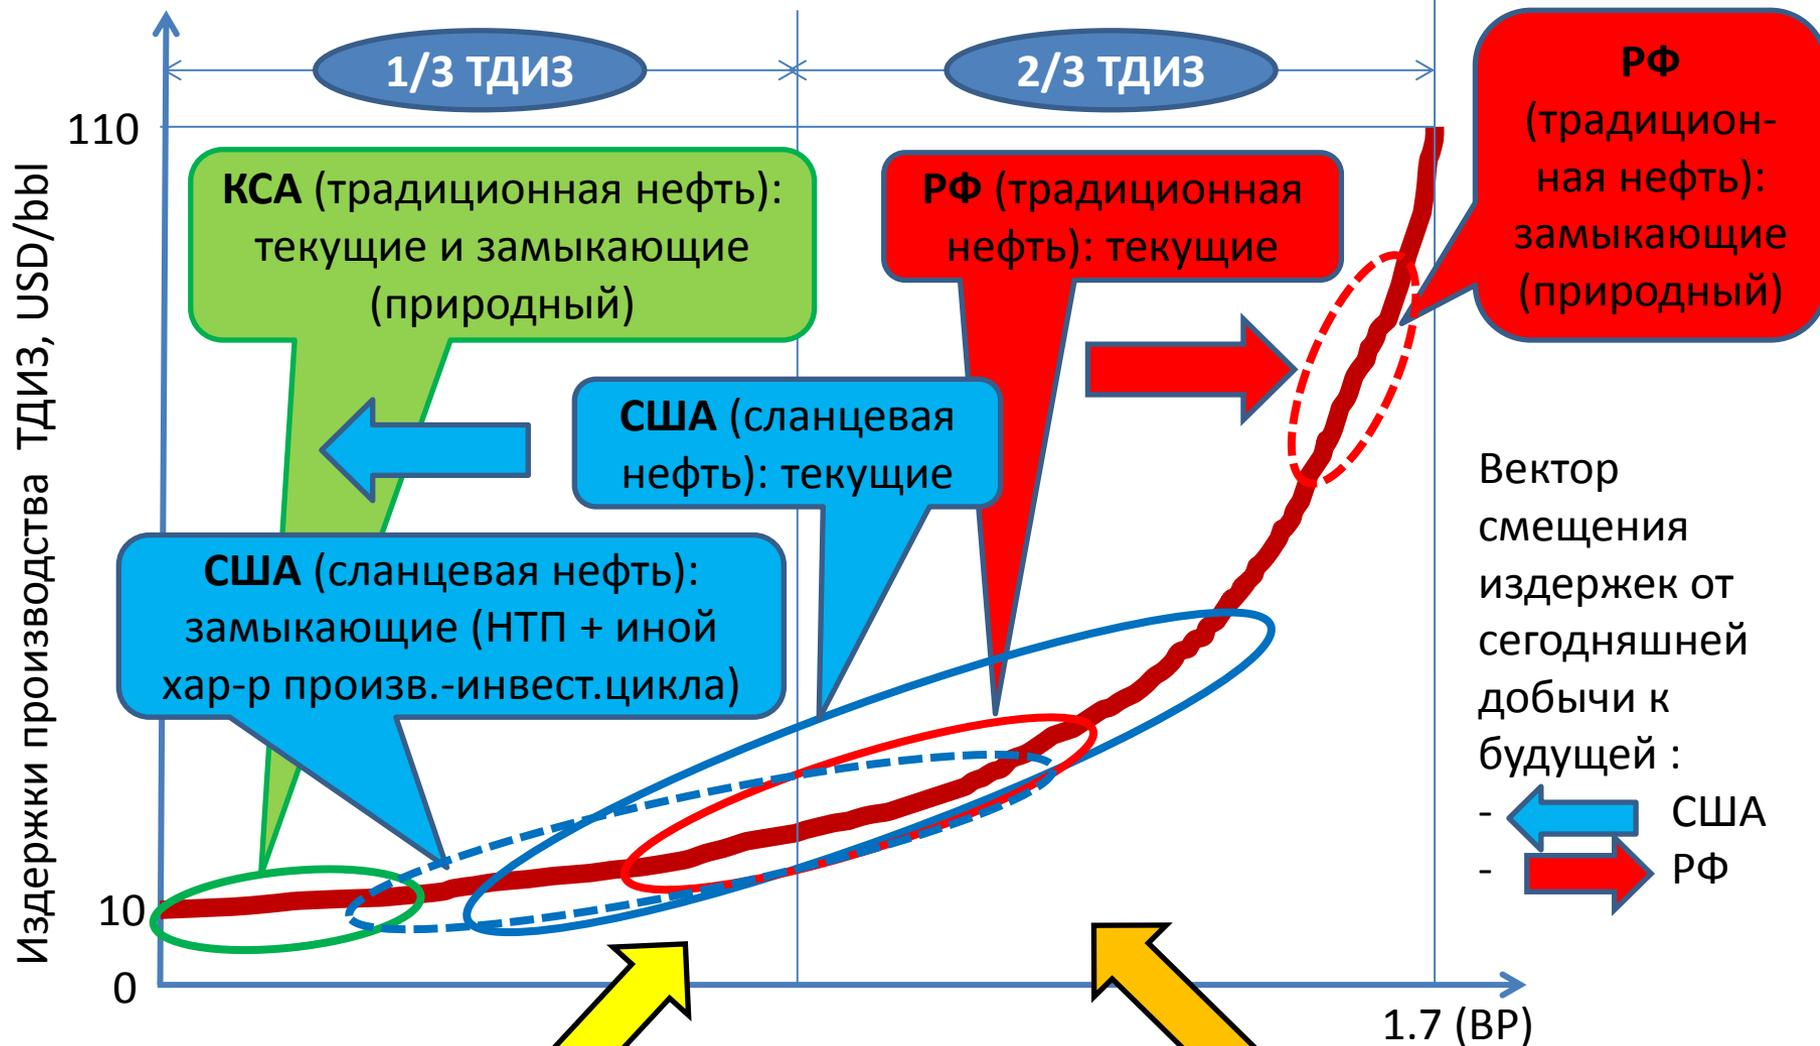 1/3 ТДИЗ
2/3 ТДИЗ
110
10
0
Издержки производства ТДИЗ, USD/bbl
КСА (традиционная нефть):
текущие и замыкающие
(природный)
РФ (традиционная
нефть): текущие
РФ
(традицион-
ная нефть):
замыкающие
(природный)
США (сланцевая
нефть): текущие
США (сланцевая нефть):
замыкающие (НТП + иной
хар-р произв.-инвест.цикла)
Вектор
смещения
издержек от
сегодняшней
добычи к
будущей :
- США
- РФ
1.7 (BP)